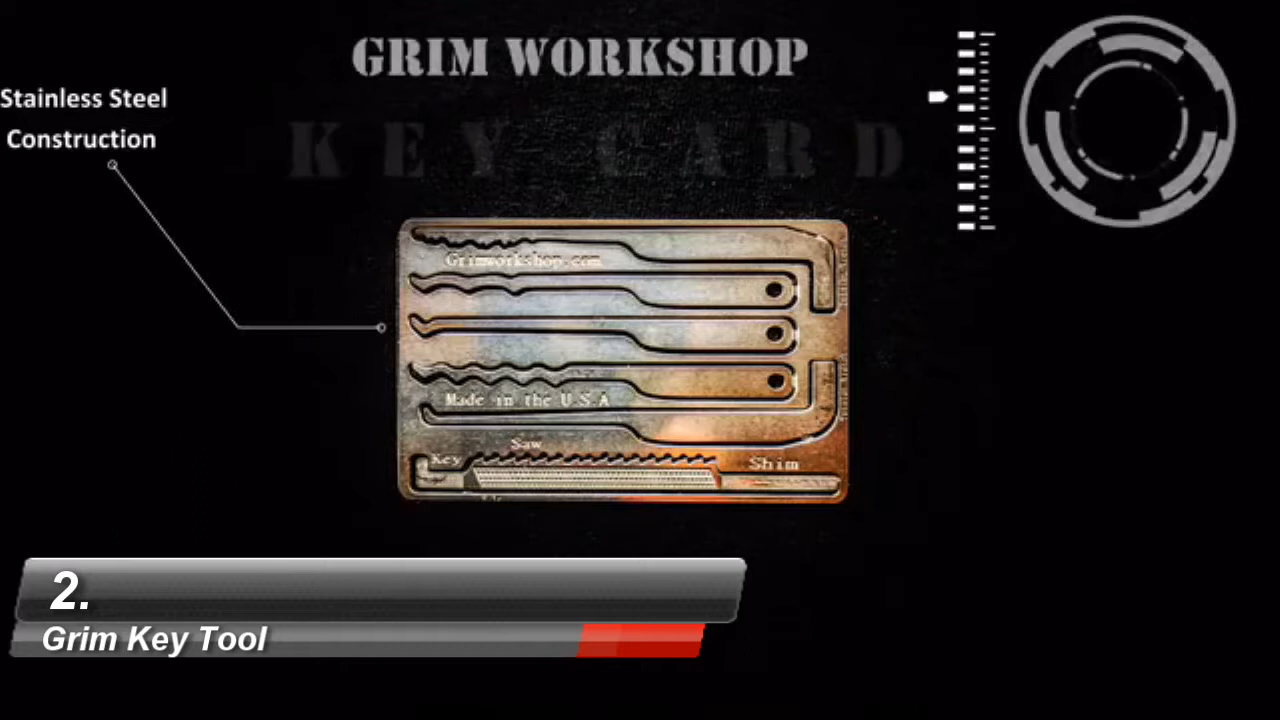 GRIM WORKSHOP
KEY CARD
Stainless Steel
Construction
Grimworkshop.com
Made in the U.S.A
Saw
Key
Shim
2.
Grim Key Tool